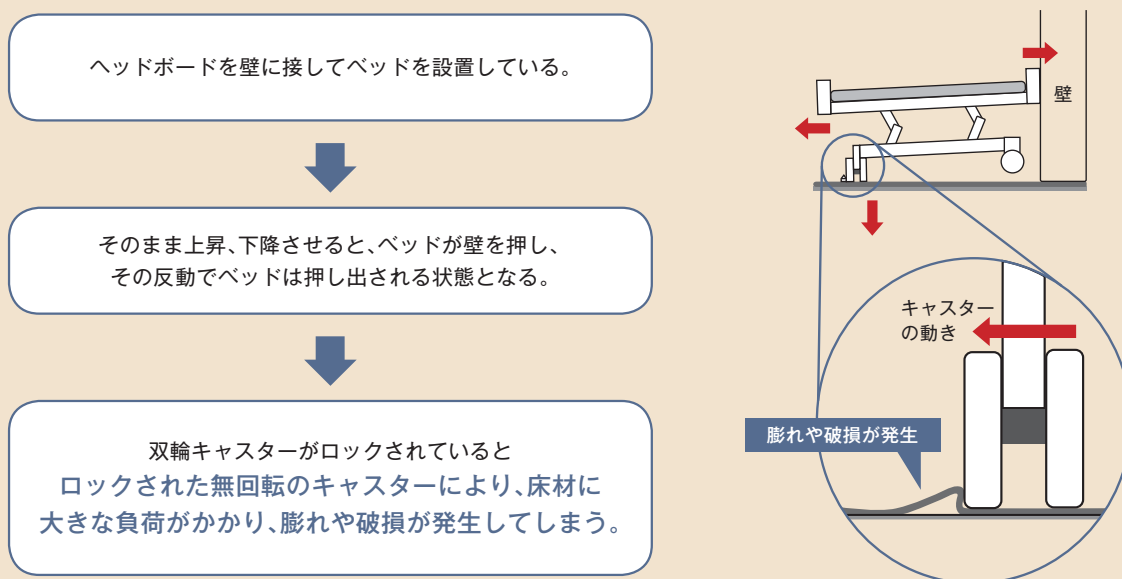 ヘッドボードを壁に接してベッドを設置している。
そのまま上昇、下降させると、ベッドが壁を押し、
その反動でベッドは押し出される状態となる。
双輪キャスターがロックされていると
ロックされた無回転のキャスターにより、床材に
大きな負荷がかかり、膨れや破損が発生してしまう。
壁
キャスター
の動き
膨れや破損が発生